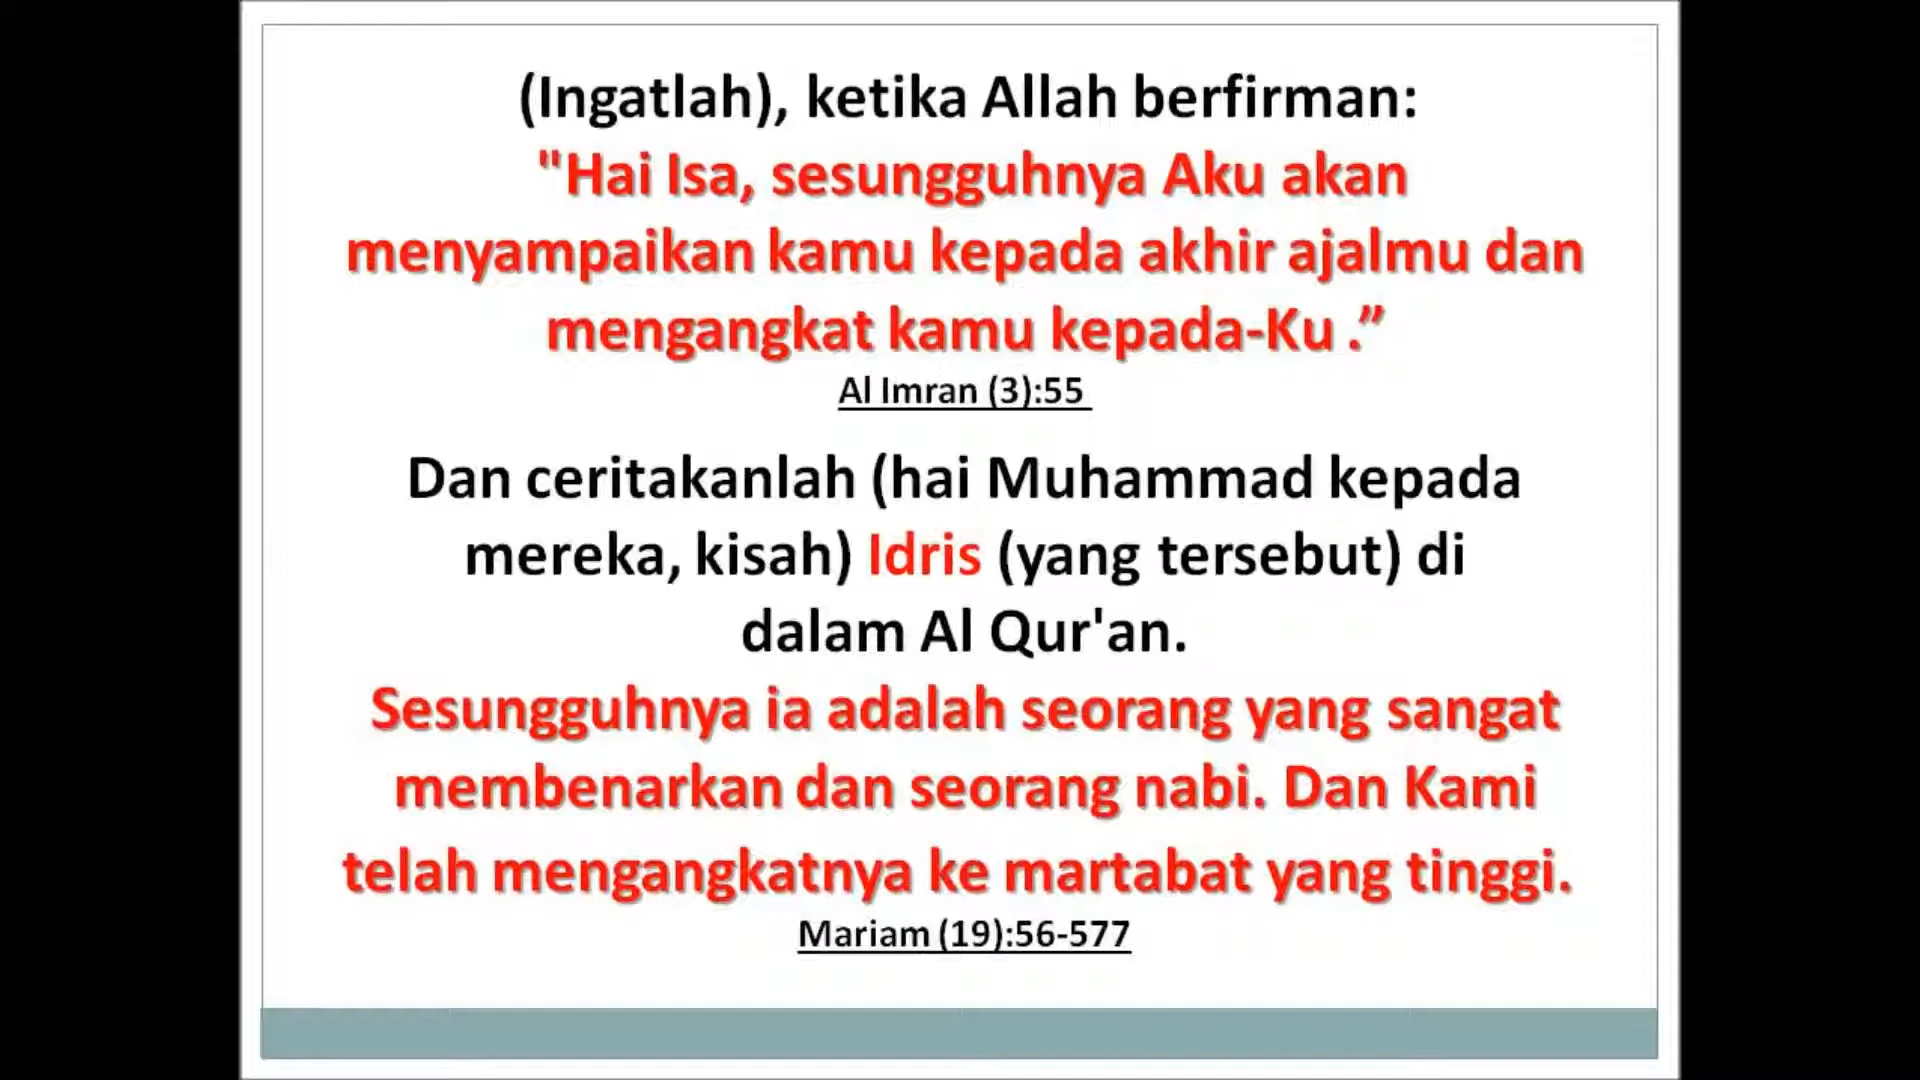 (Ingatlah), ketika Allah berfirman:
"Hai Isa, sesungguhnya Aku akan
menyampaikan kamu kepada akhir ajalmu dan
mengangkat kamu kepada-Ku .”
Al Imran (3):55
Dan ceritakanlah (hai Muhammad kepada
mereka, kisah) Idris (yang tersebut) di
dalam Al Qur'an.
Sesungguhnya ia adalah seorang yang sangat
membenarkan dan seorang nabi. Dan Kami
telah mengangkatnya ke martabat yang tinggi.
Mariam (19):56-577